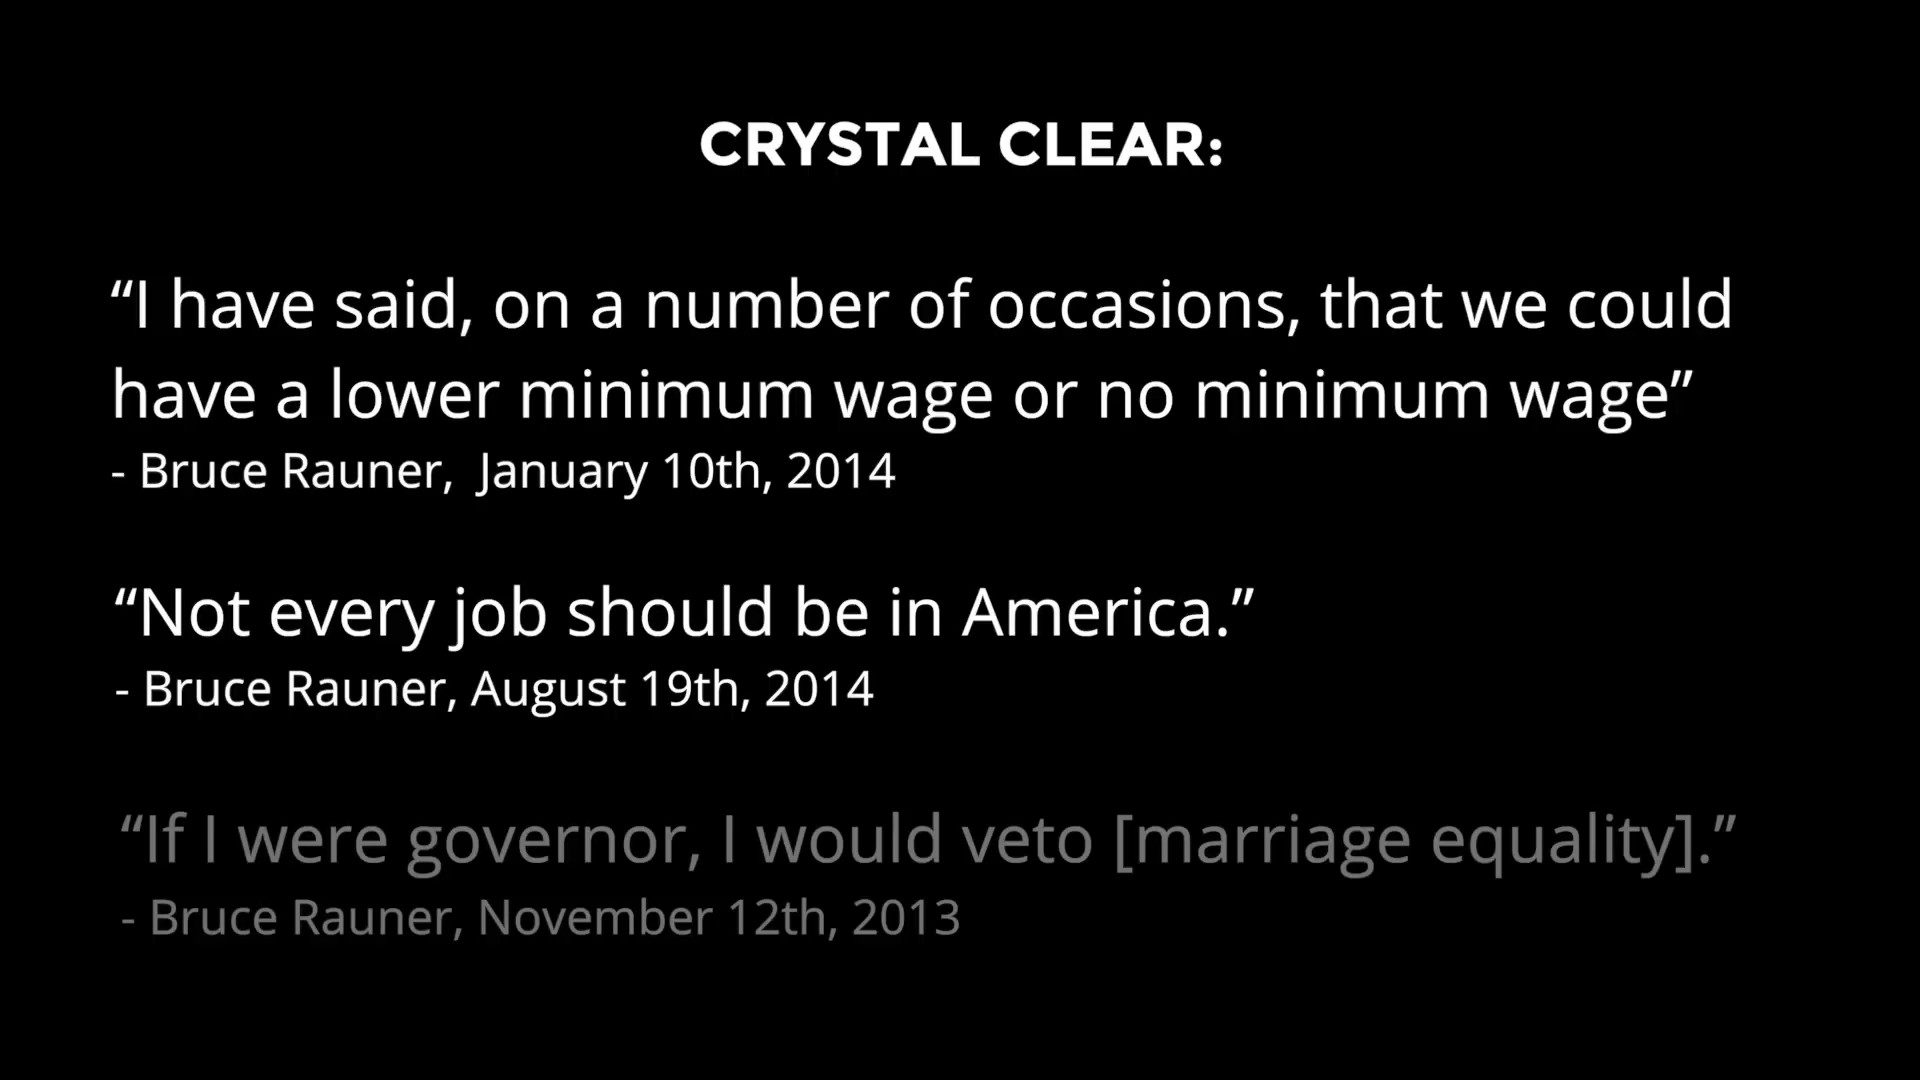 CRYSTAL CLEAR:
“I have said, on a number of occasions, that we could
have a lower minimum wage or no minimum wage”
- Bruce Rauner,  January 10th, 2014
“Not every job should be in America.”
- Bruce Rauner, August 19th, 2014
“If I were governor, I would veto [marriage equality].”
- Bruce Rauner, November 12th, 2013